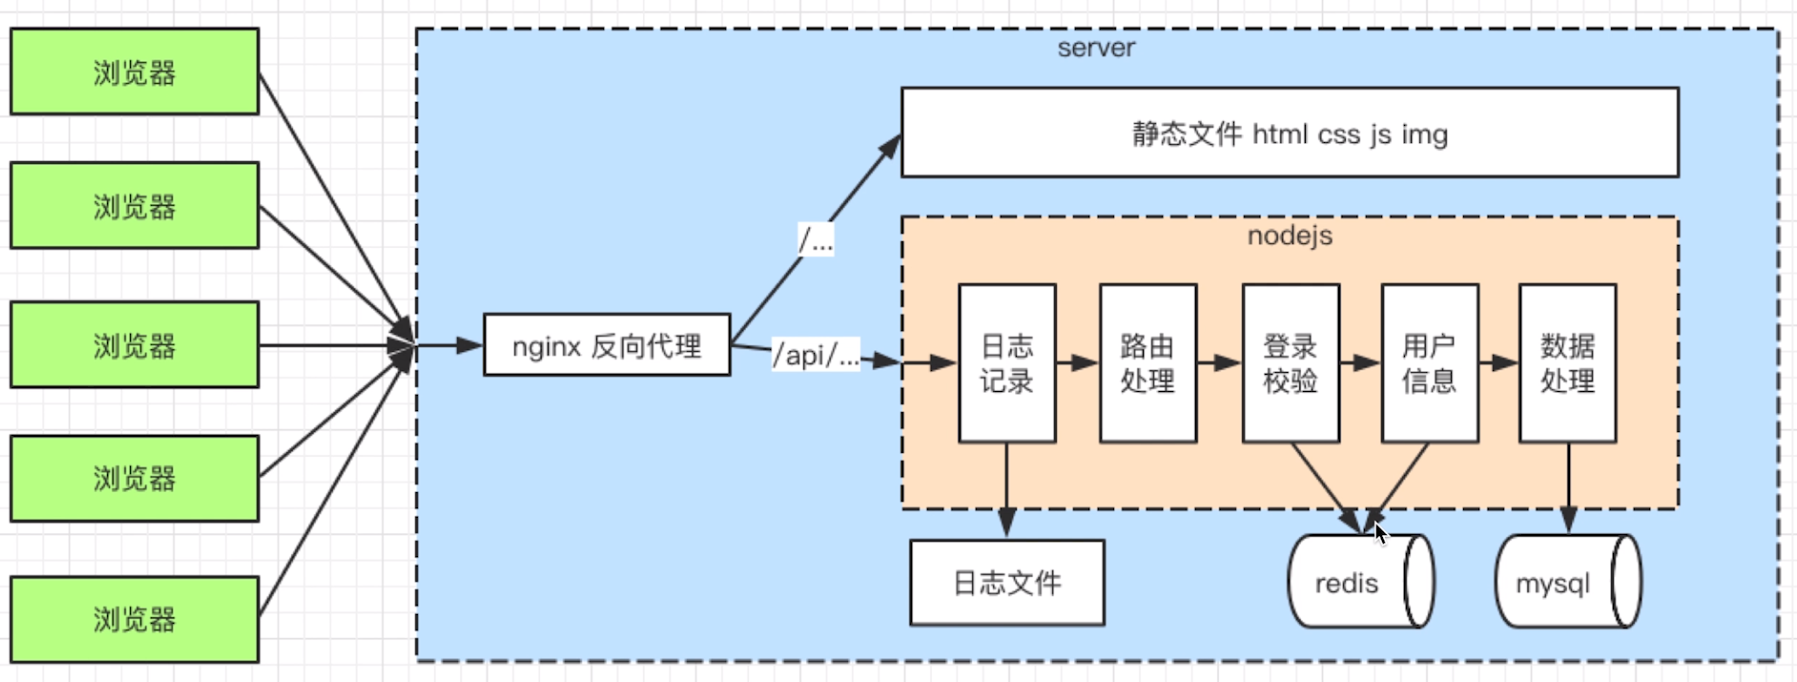 server
浏览器
浏览器
浏览器
浏览器
浏览器
nginx 反向代理
/...
/api/...
静态文件 html css js img
nodejs
日志
记录
路由
处理
登录
校验
用户
信息
数据
处理
日志文件
redis
mysql